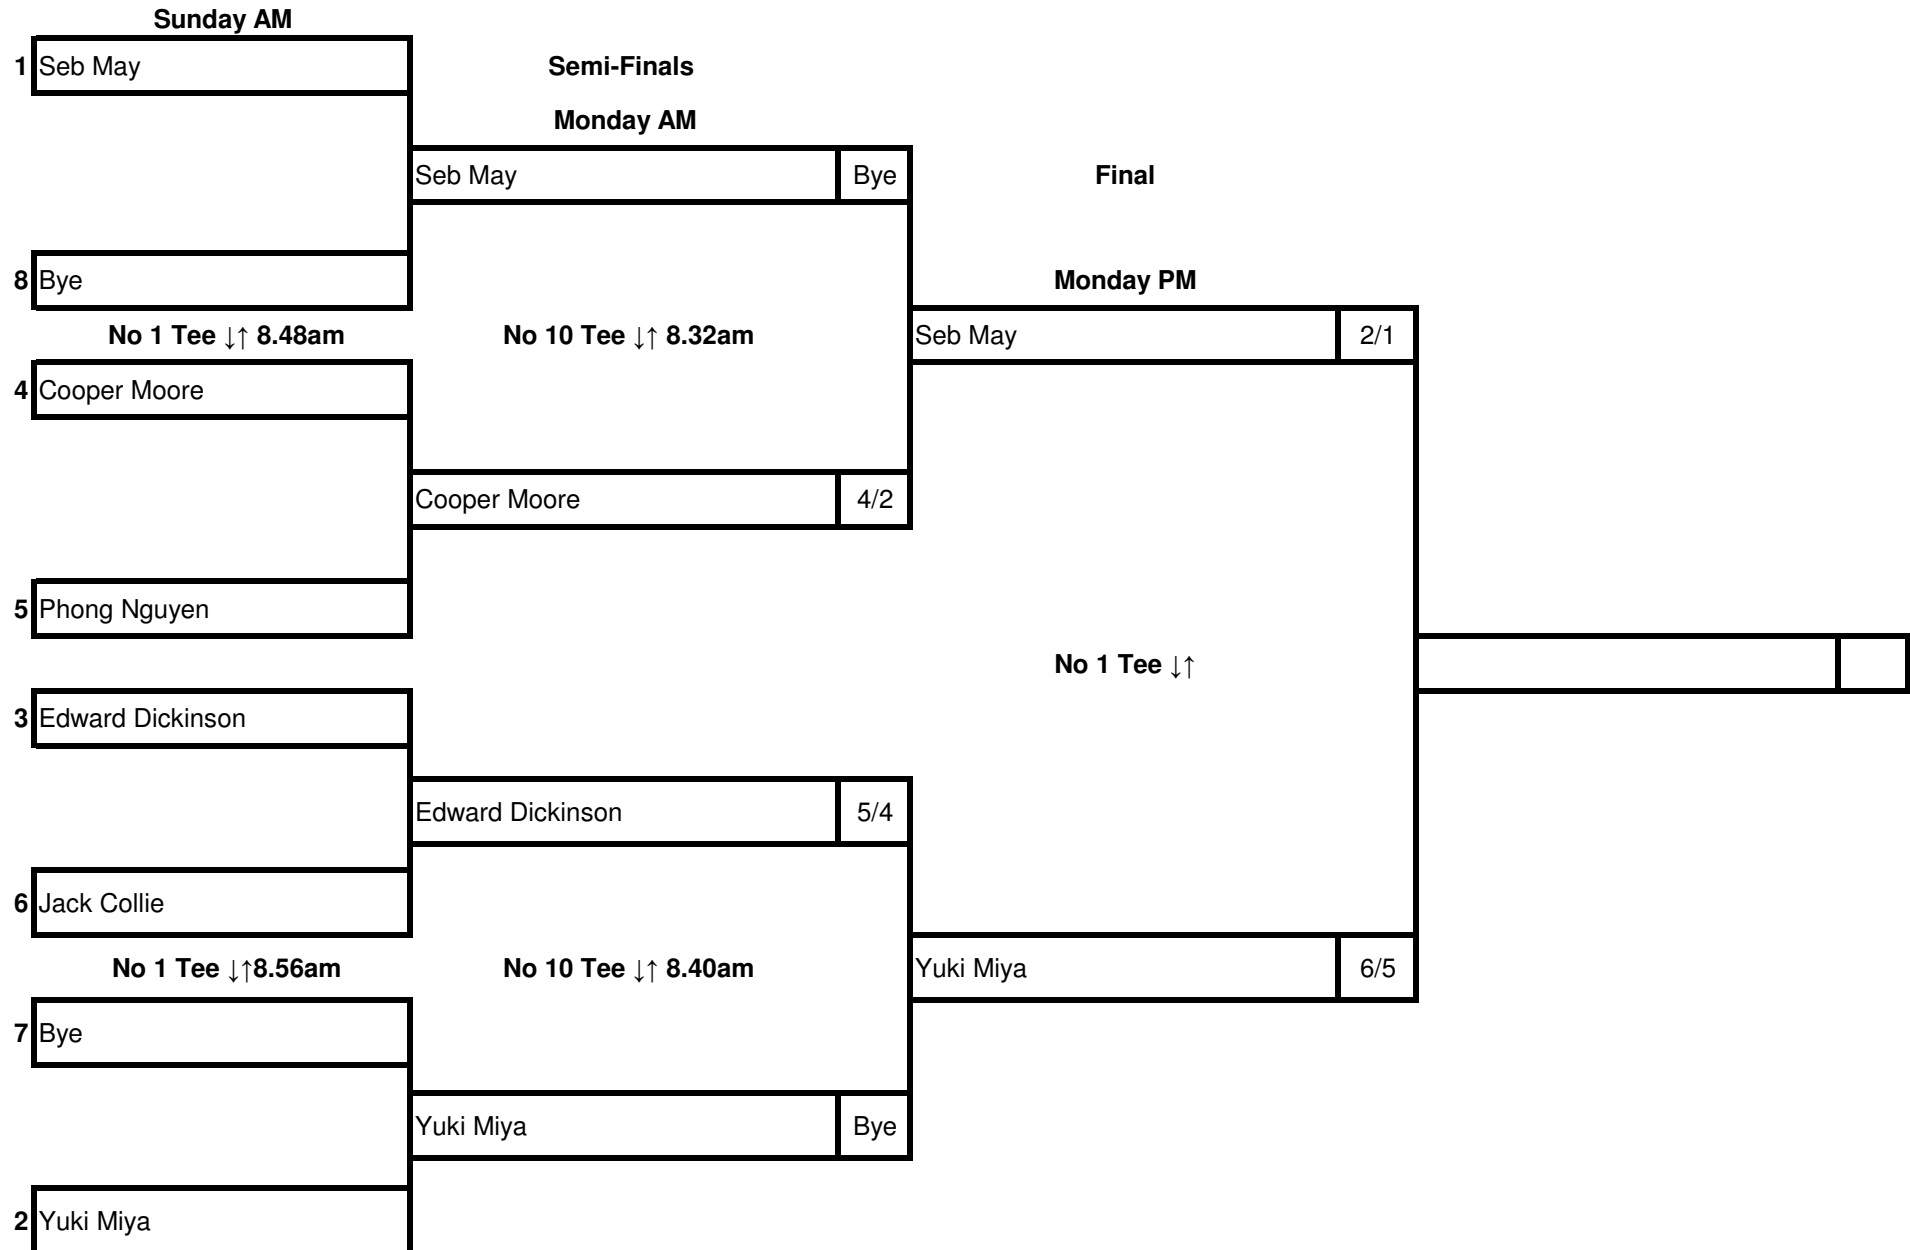 Sunday AM
1 Seb May
Semi-Finals
Monday AM
Seb May Bye
Final
8 Bye
Monday PM
No 1 Tee ↓↑ 8.48am
No 10 Tee ↓↑ 8.32am
Seb May 2/1
4 Cooper Moore
Cooper Moore 4/2
5 Phong Nguyen
No 1 Tee ↓↑
3 Edward Dickinson
Edward Dickinson 5/4
6 Jack Collie
No 1 Tee ↓↑8.56am
No 10 Tee ↓↑ 8.40am
Yuki Miya 6/5
7 Bye
Yuki Miya Bye
2 Yuki Miya